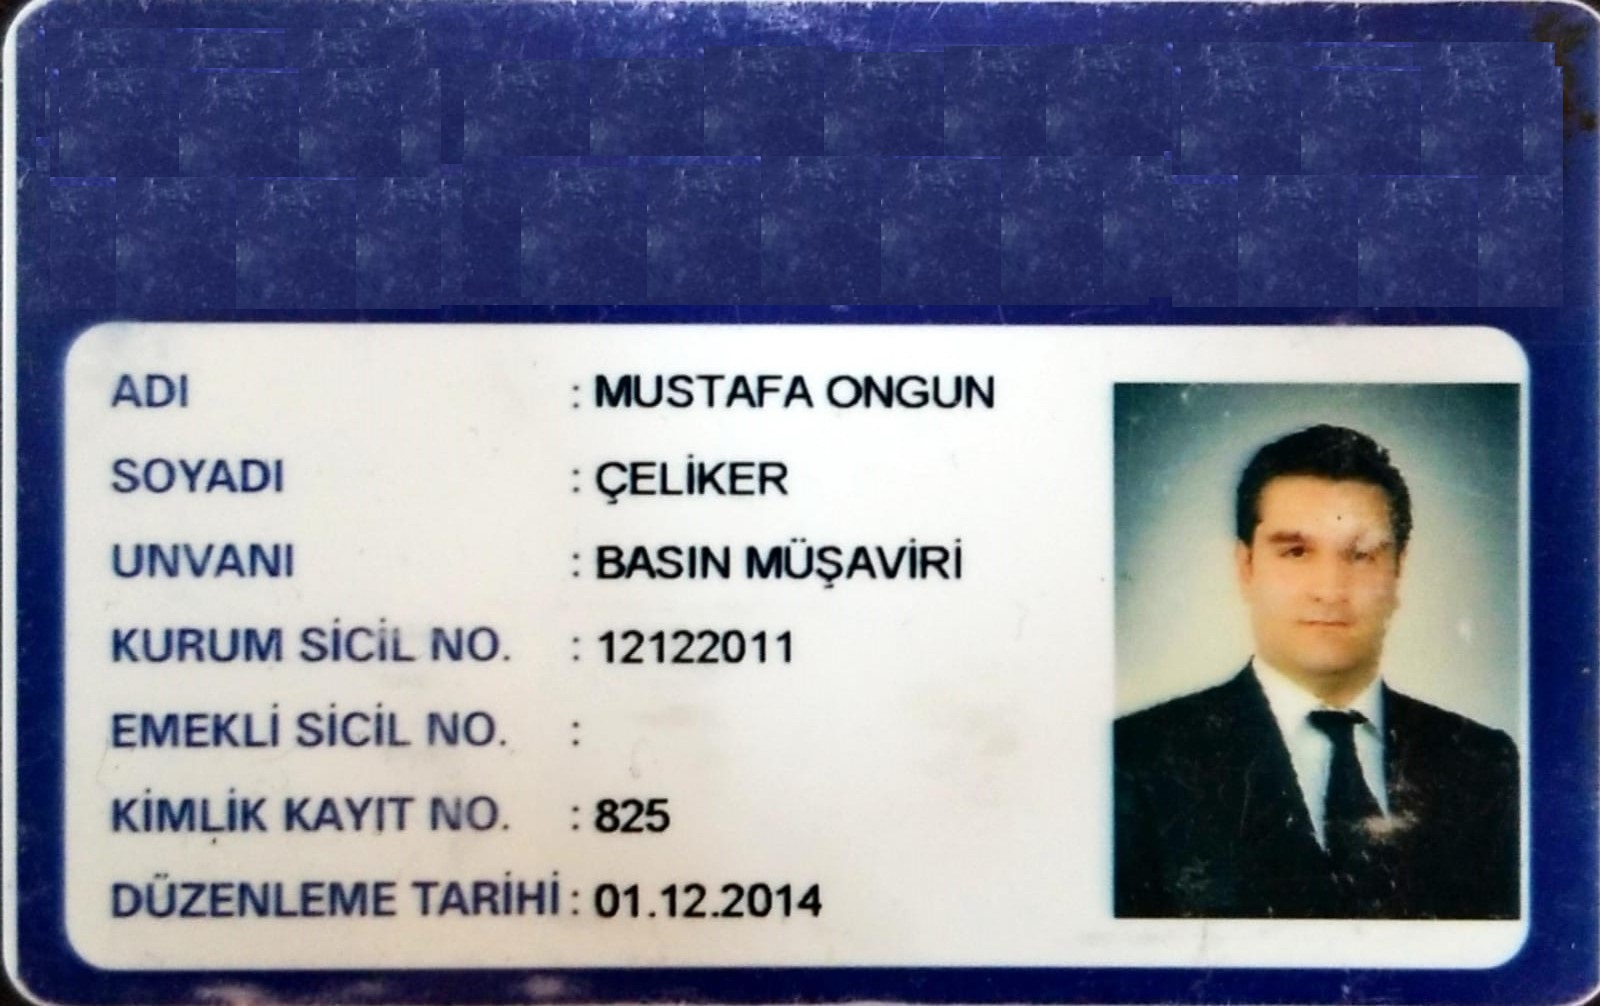 ADI : MUSTAFA ONGUN
SOYADI : ÇELİKER
UNVANI : BASIN MÜŞAVİRİ
KURUM SİCİL NO. : 12122011
EMEKLİ SİCİL NO. :
KİMLİK KAYIT NO. : 825
DÜZENLEME TARİHİ : 01.12.2014